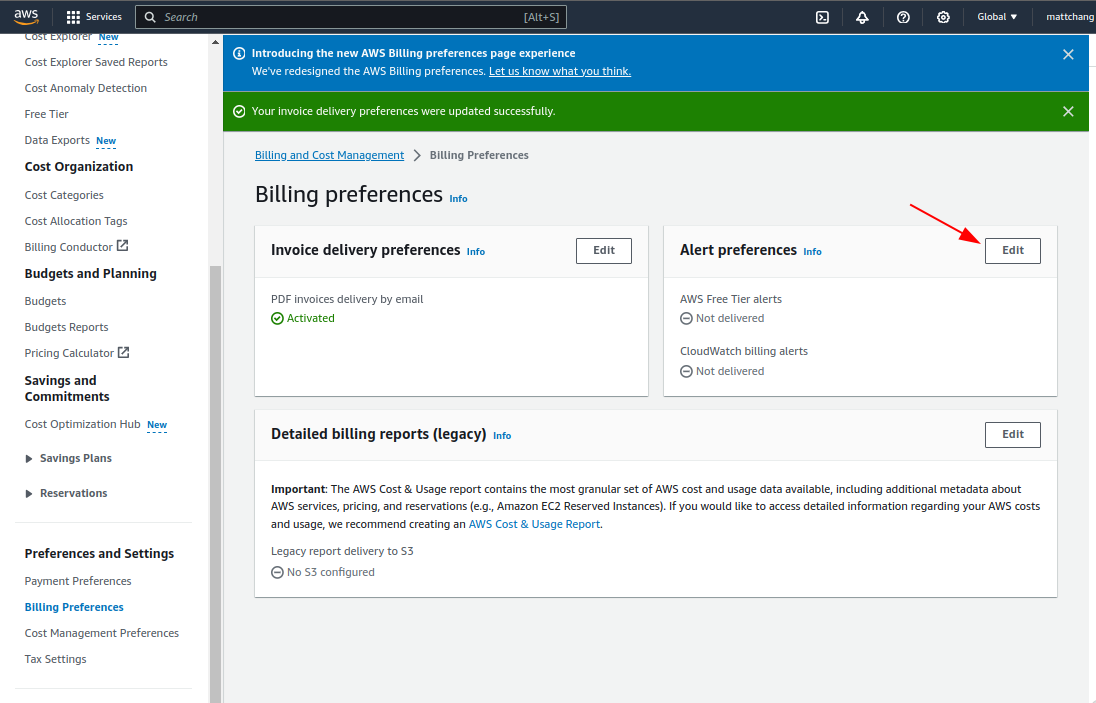 aws
Services
Search
[Alt+S]
Global
mattchang
Cost Explorer New
Cost Explorer Saved Reports
Cost Anomaly Detection
Free Tier
Data Exports New
Cost Organization
Cost Categories
Cost Allocation Tags
Billing Conductor
Budgets and Planning
Budgets
Budgets Reports
Pricing Calculator
Savings and
Commitments
Cost Optimization Hub New
Savings Plans
Reservations
Preferences and Settings
Payment Preferences
Billing Preferences
Cost Management Preferences
Tax Settings
Introducing the new AWS Billing preferences page experience
We've redesigned the AWS Billing preferences. Let us know what you think.
Your invoice delivery preferences were updated successfully.
Billing and Cost Management > Billing Preferences
Billing preferences Info
Invoice delivery preferences Info
Edit
PDF invoices delivery by email
Activated
Alert preferences Info
Edit
AWS Free Tier alerts
Not delivered
CloudWatch billing alerts
Not delivered
Detailed billing reports (legacy) Info
Edit
Important: The AWS Cost & Usage report contains the most granular set of AWS cost and usage data available, including additional metadata about
AWS services, pricing, and reservations (e.g., Amazon EC2 Reserved Instances). If you would like to access detailed information regarding your AWS costs
and usage, we recommend creating an AWS Cost & Usage Report.
Legacy report delivery to S3
No S3 configured